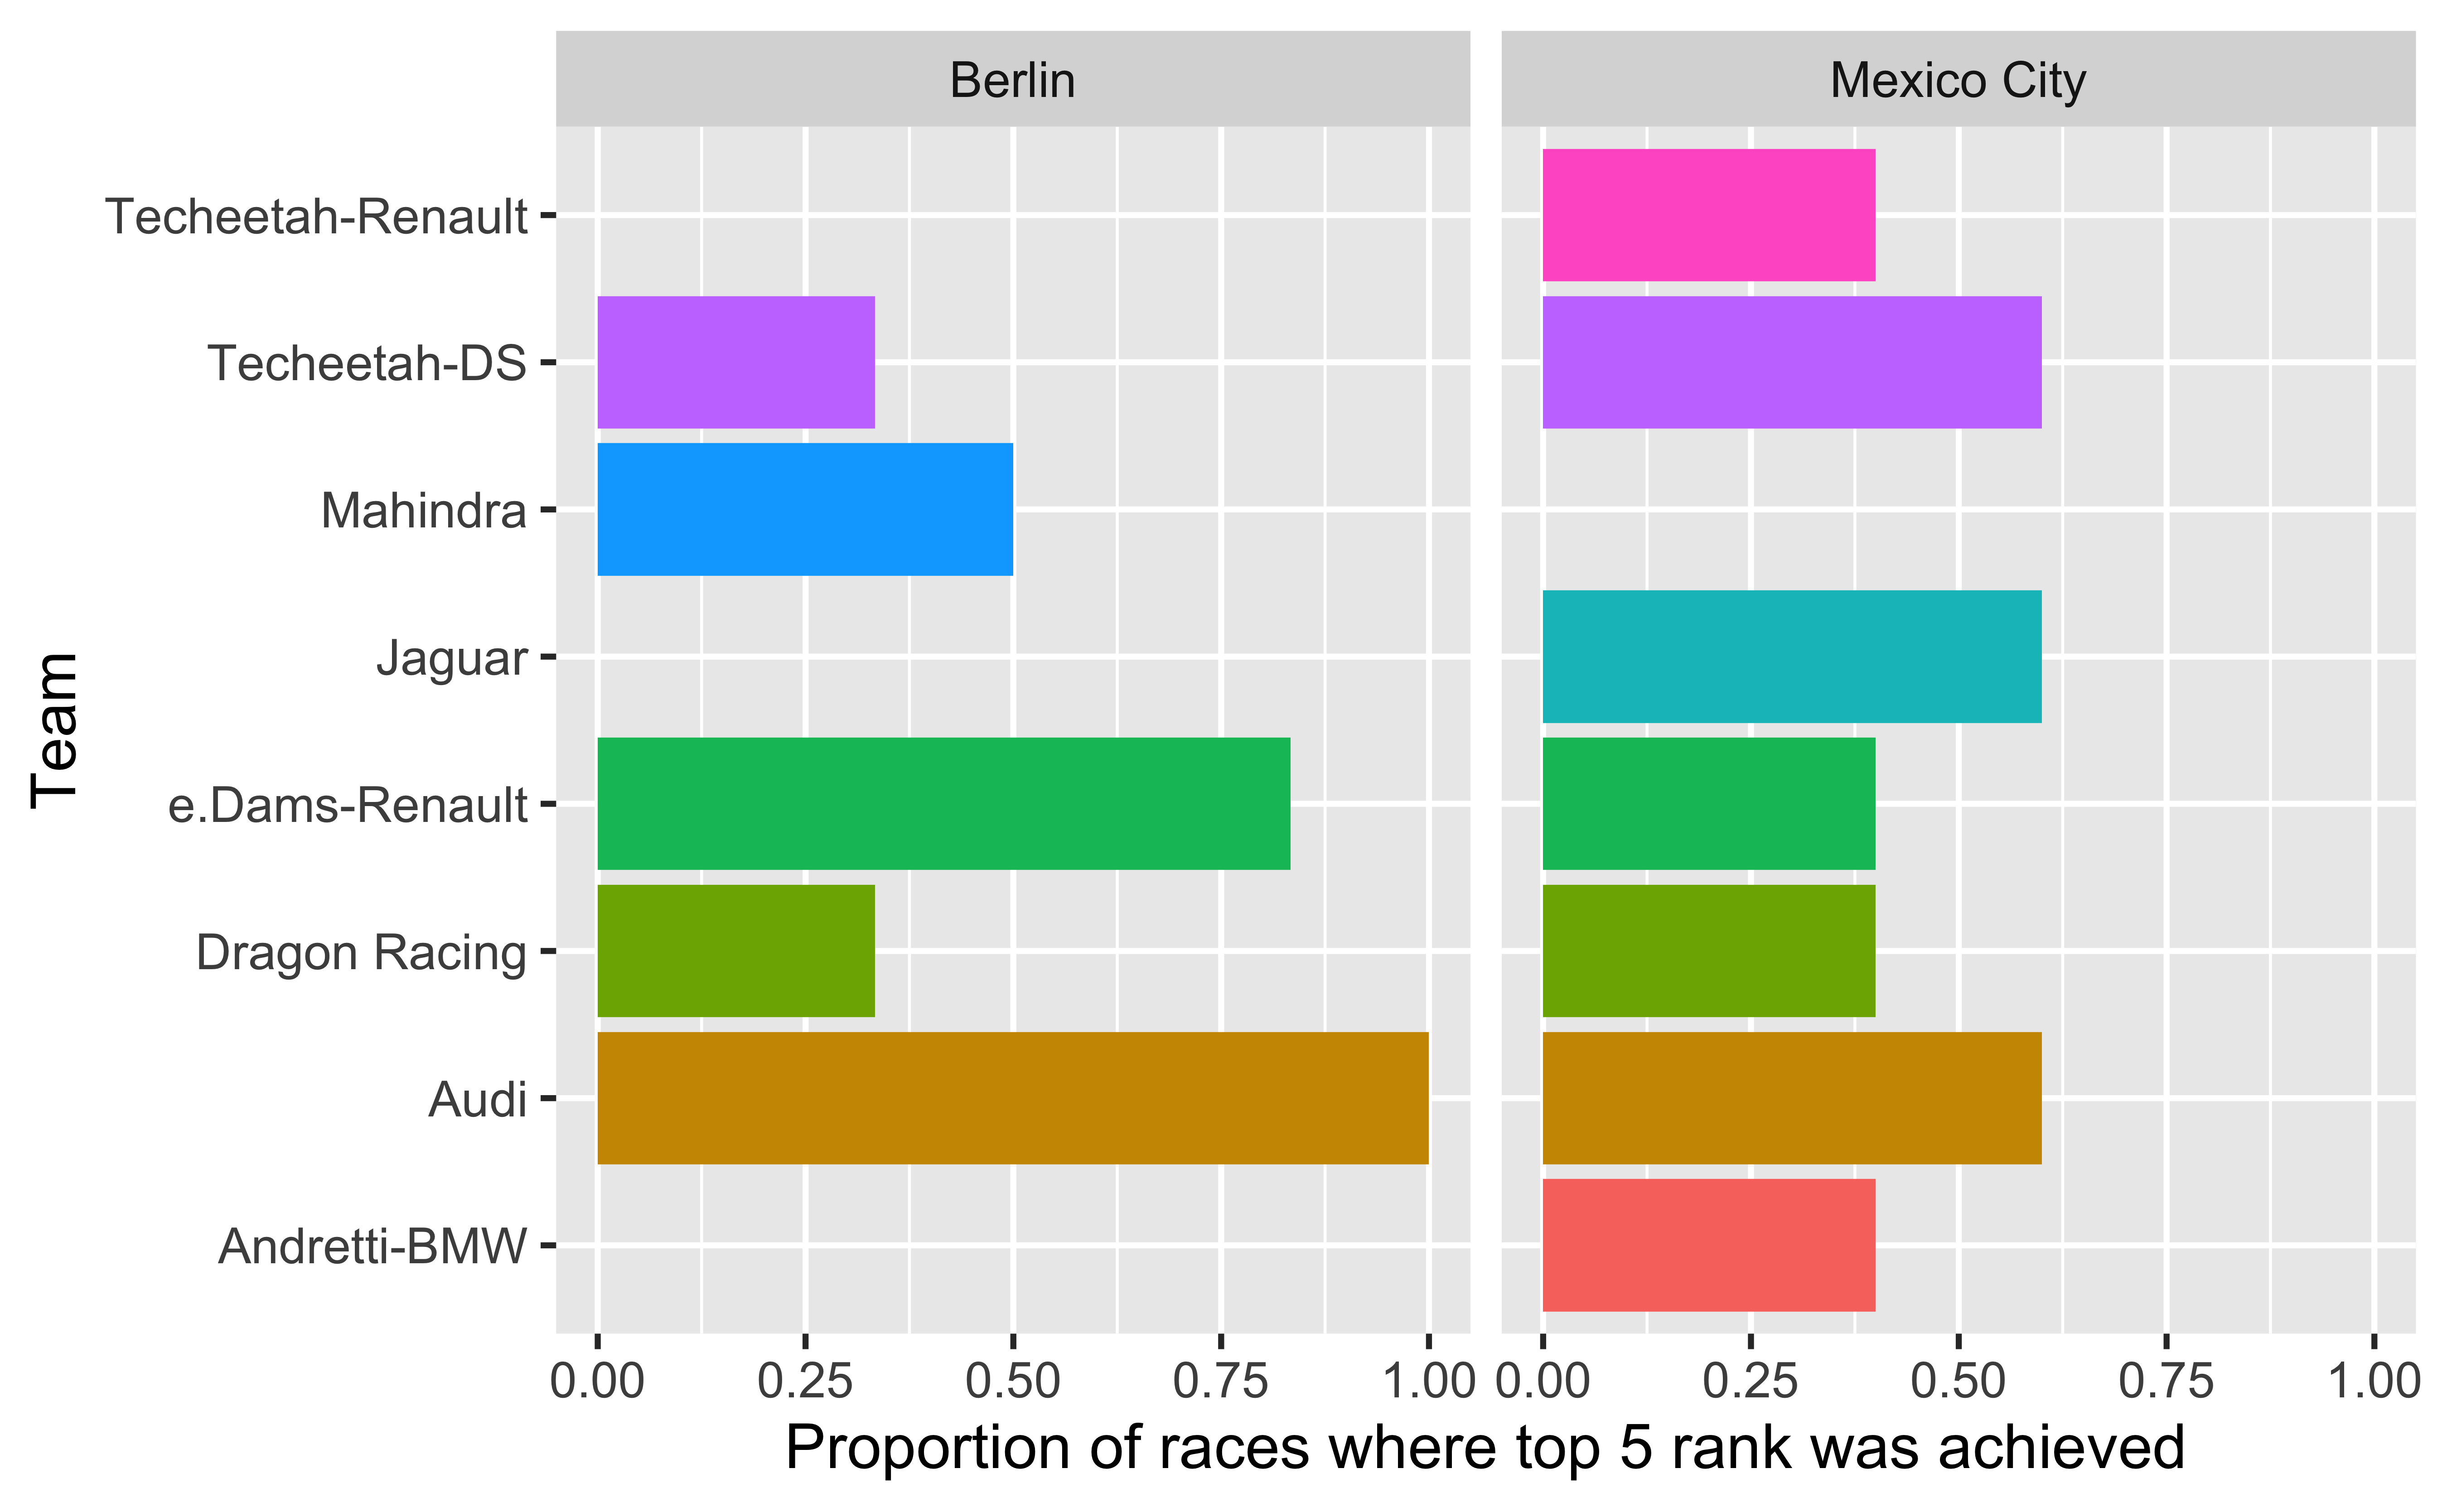 Berlin
Mexico City
Techeetah-Renault
Techeetah-DS
Mahindra
Jaguar
e.Dams-Renault
Dragon Racing
Audi
Andretti-BMW
Team
0.00 0.25 0.50 0.75 1.00 0.00 0.25 0.50 0.75 1.00
Proportion of races where top 5 rank was achieved